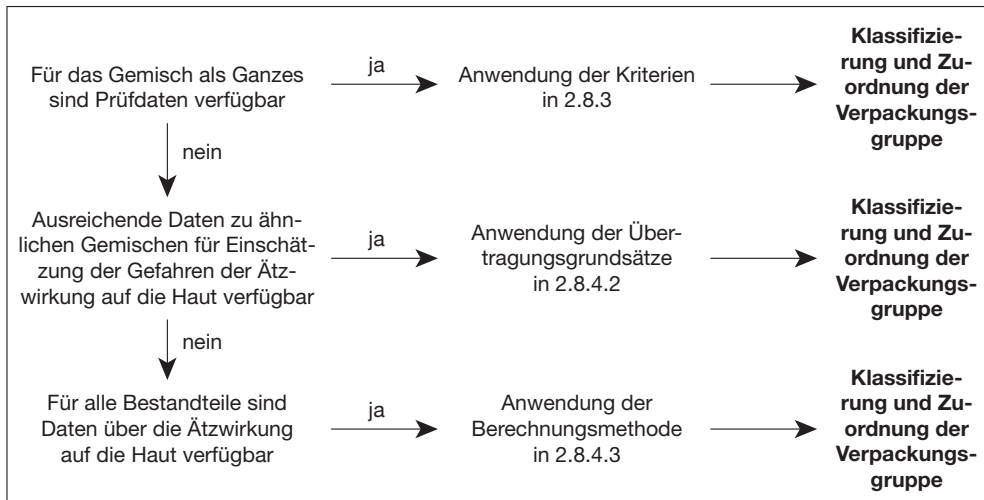 Für das Gemisch als Ganzes
sind Prüfdaten verfügbar
ja
Anwendung der Kriterien
in 2.8.3
Klassifizie-
rung und Zu-
ordnung der
Verpackungs-
gruppe
nein
Ausreichende Daten zu ähn-
lichen Gemischen für Einschät-
zung der Gefahren der Ätz-
wirkung auf die Haut verfügbar
ja
Anwendung der Über-
tragungsgrundsätze
in 2.8.4.2
Klassifizie-
rung und Zu-
ordnung der
Verpackungs-
gruppe
nein
Für alle Bestandteile sind
Daten über die Ätzwirkung
auf die Haut verfügbar
ja
Anwendung der
Berechnungsmethode
in 2.8.4.3
Klassifizie-
rung und Zu-
ordnung der
Verpackungs-
gruppe